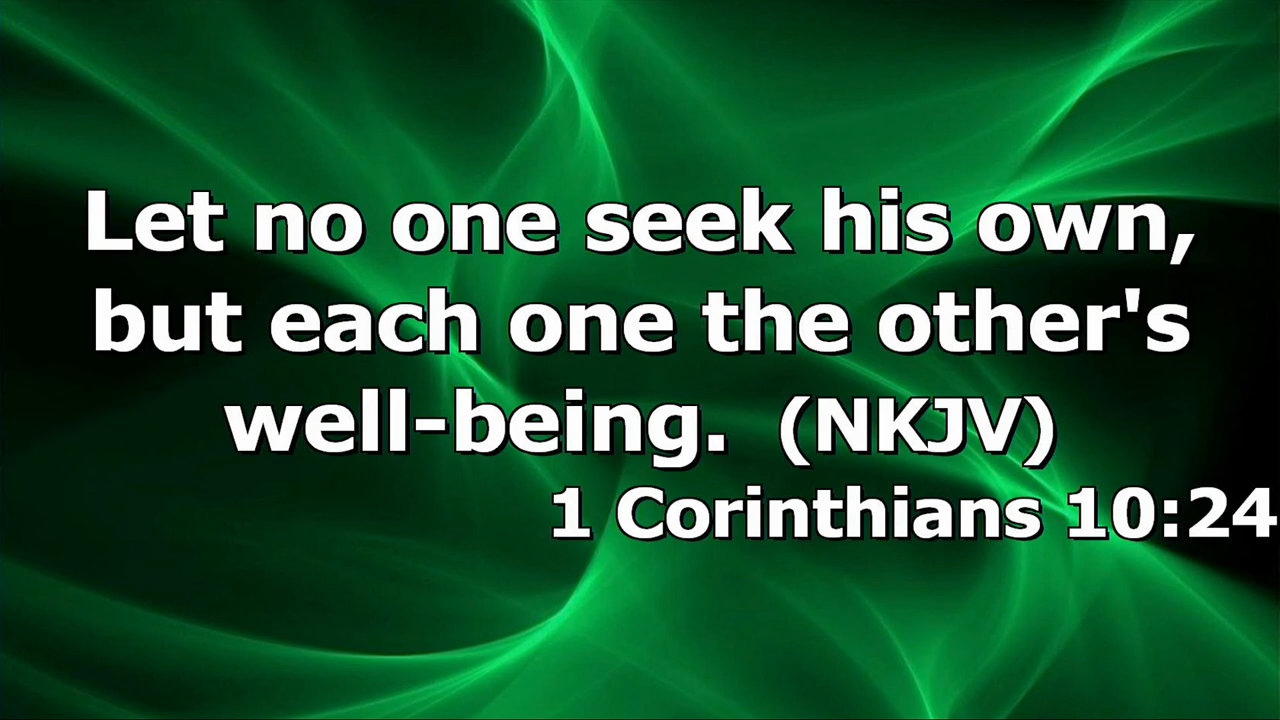 Let no one seek his own,
but each one the other's
well-being.  (NKJV)
1 Corinthians 10:24